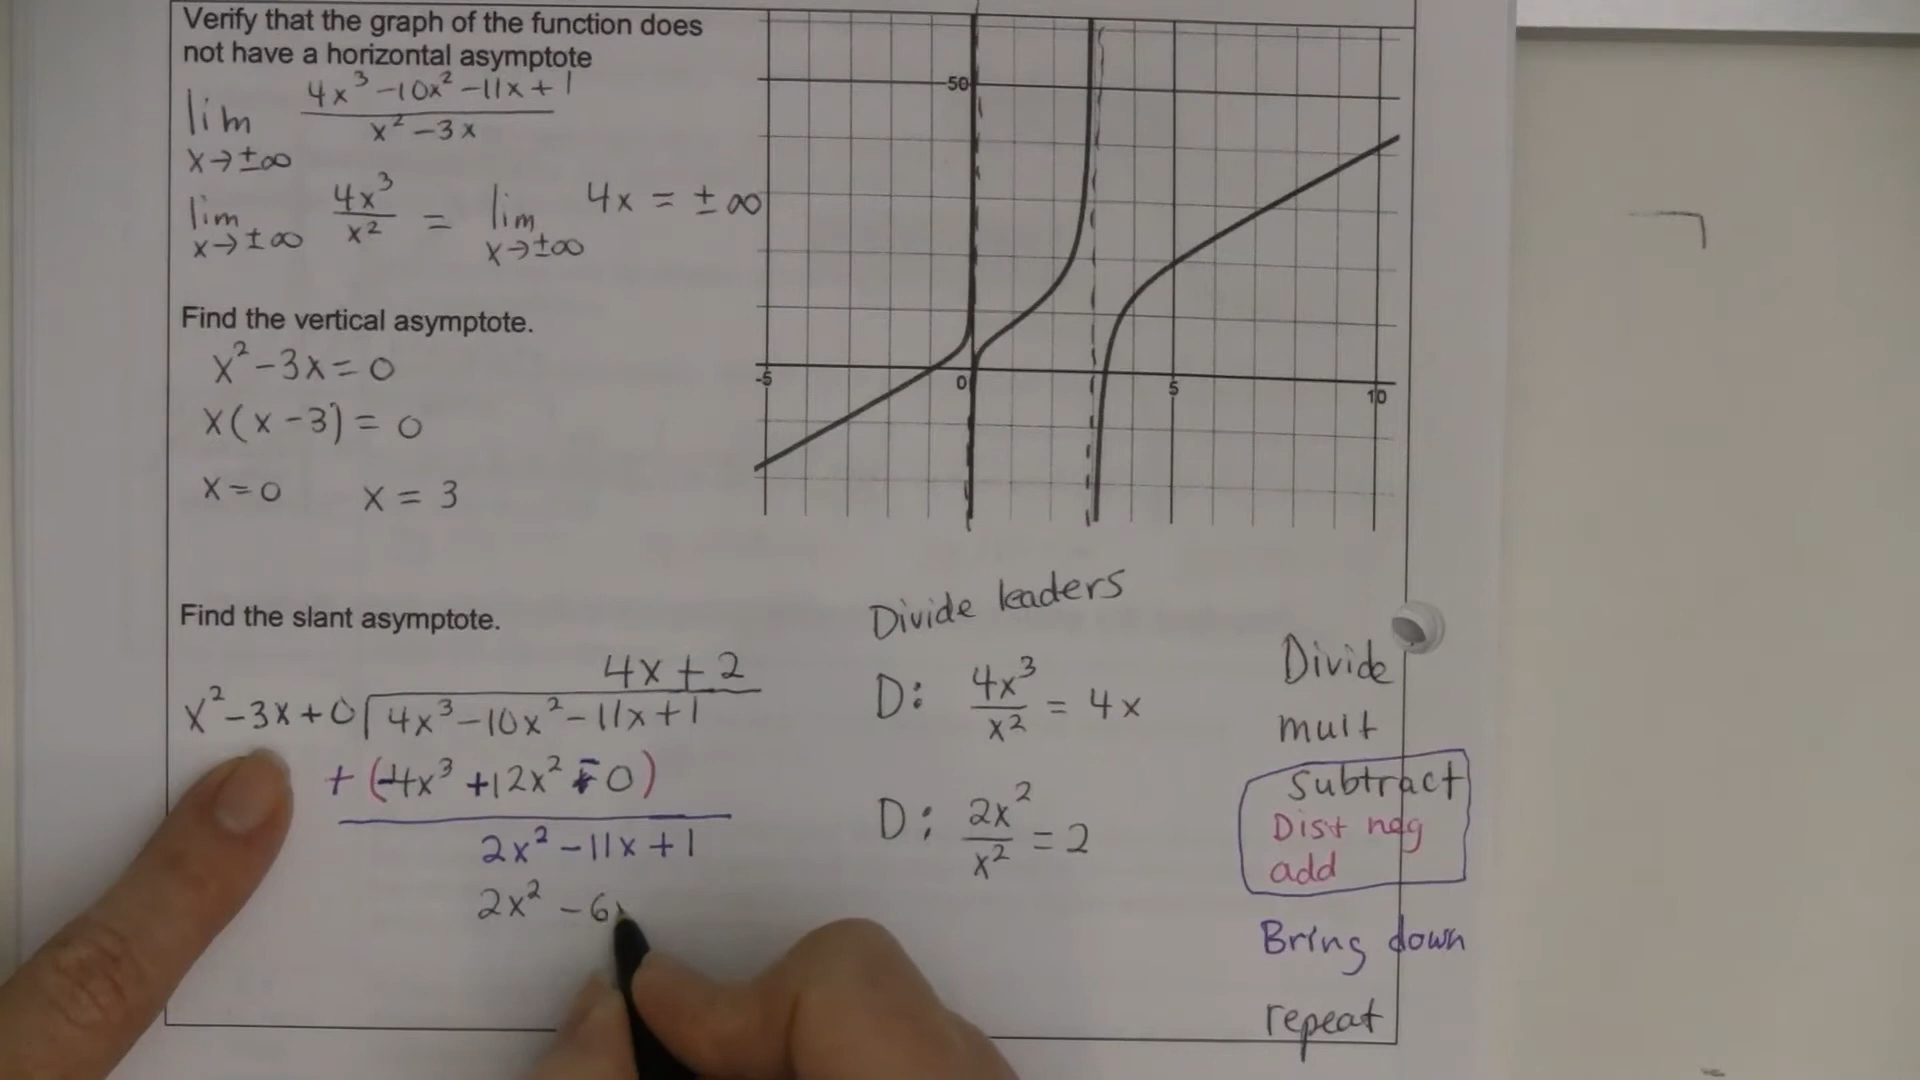 Verify that the graph of the function does
not have a horizontal asymptote
lim x→±∞ (4x³ -10x² -11x + 1)/(x² -3x)
lim x→±∞ 4x³/x² = lim x→±∞ 4x = ±∞
Find the vertical asymptote.
x² -3x = 0
x(x -3) = 0
x = 0 x = 3
50
-5 0 5 10
Find the slant asymptote.
4x + 2
x² -3x + 0 4x³ -10x² -11x + 1
+ (-4x³ +12x² - 0)
2x² -11x + 1
2x² - 6x
Divide leaders
D: 4x³/x² = 4x
D: 2x²/x² = 2
Divide
mult
Subtract
Dist neg
add
Bring down
repeat